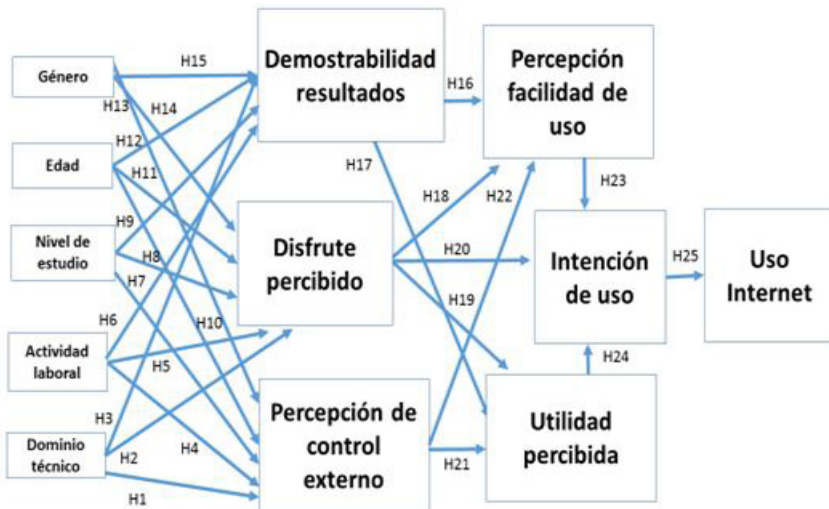 Género
Edad
Nivel de
estudio
Actividad
laboral
Dominio
técnico
H15
H13
H14
H12
H11
H9
H8
H7
H6
H10
H5
H3
H4
H2
H1
Demostrabilidad
resultados
Disfrute
percibido
Percepción de
control
externo
H16
H17
H18
H22
H20
H19
H21
Percepción
facilidad de
uso
H23
Intención
de uso
H24
Utilidad
percibida
H25
Uso
Internet